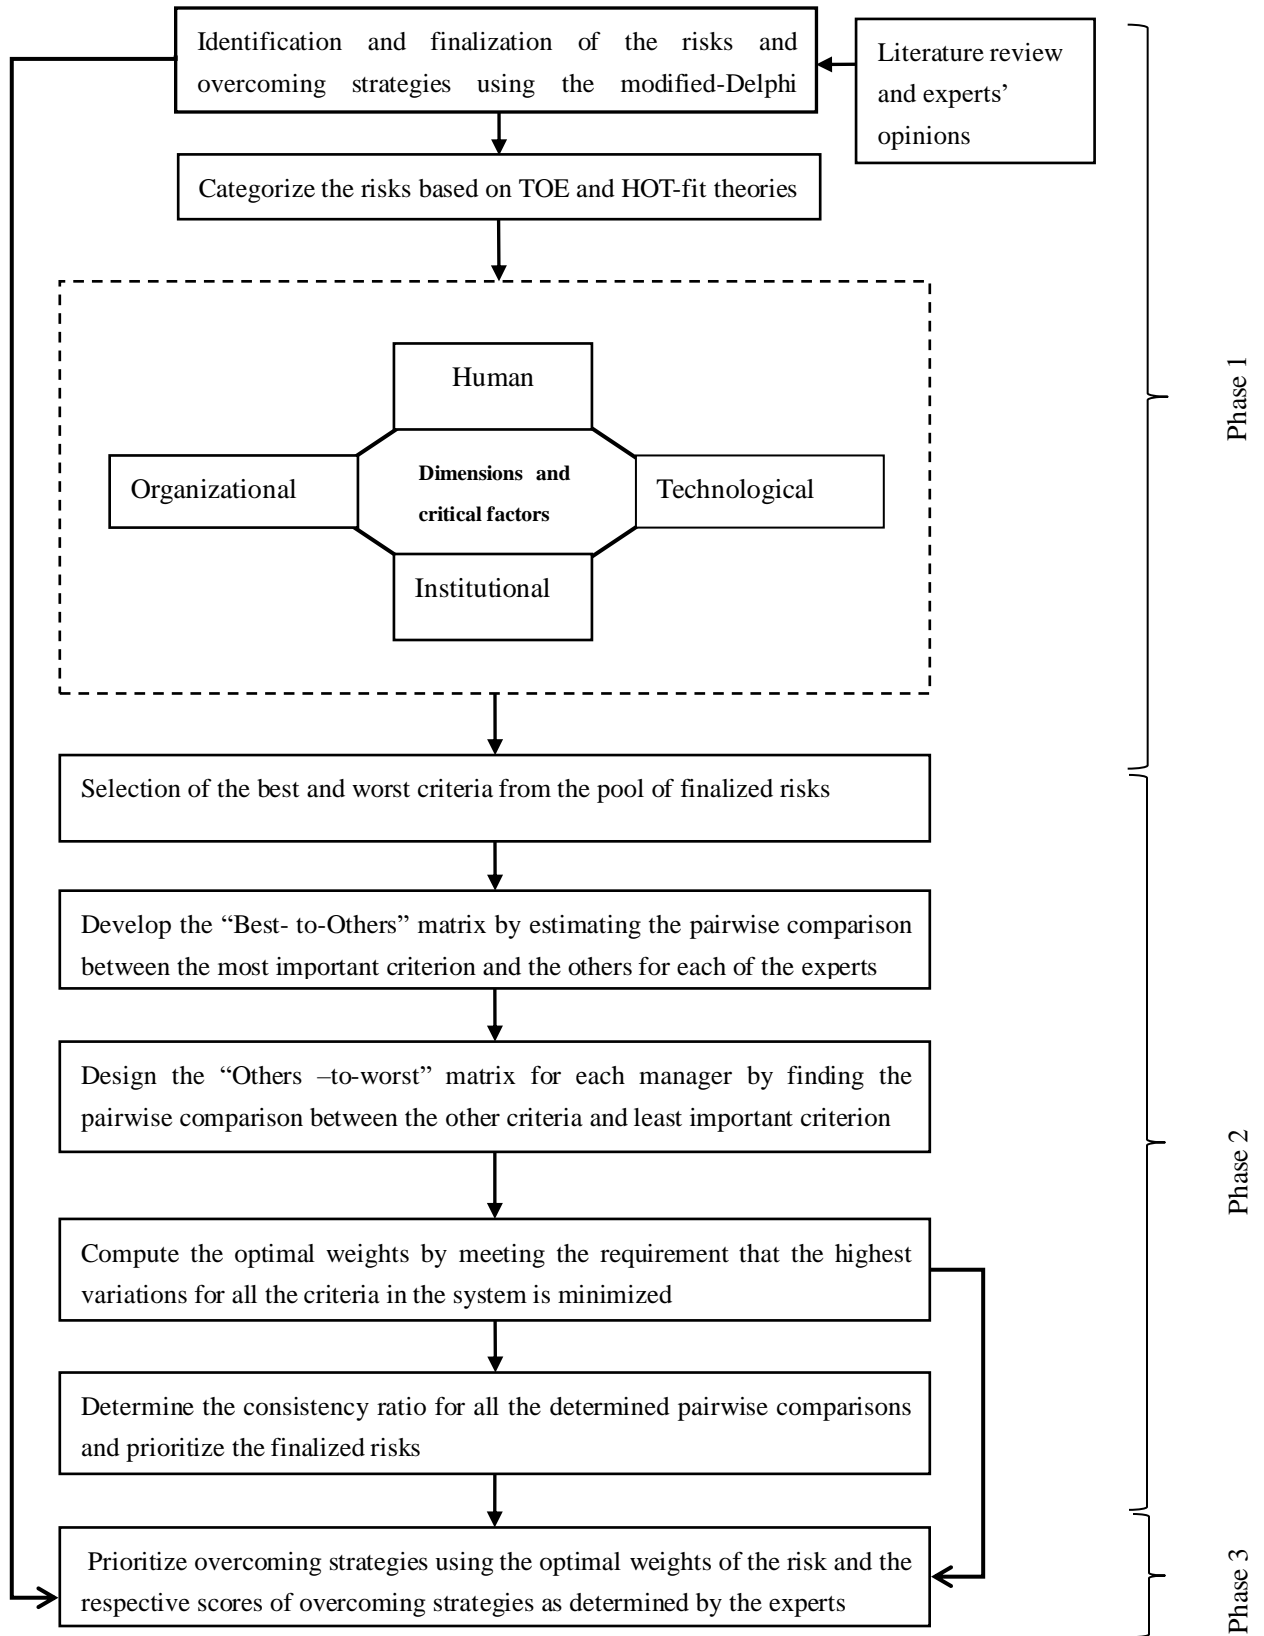 Identification and finalization of the risks and
overcoming strategies using the modified-Delphi
Literature review
and experts’
opinions
Categorize the risks based on TOE and HOT-fit theories
Human
Organizational
Dimensions and
critical factors
Technological
Institutional
Phase 1
Selection of the best and worst criteria from the pool of finalized risks
Develop the “Best- to-Others” matrix by estimating the pairwise comparison
between the most important criterion and the others for each of the experts
Design the “Others –to-worst” matrix for each manager by finding the
pairwise comparison between the other criteria and least important criterion
Compute the optimal weights by meeting the requirement that the highest
variations for all the criteria in the system is minimized
Determine the consistency ratio for all the determined pairwise comparisons
and prioritize the finalized risks
Phase 2
Prioritize overcoming strategies using the optimal weights of the risk and the
respective scores of overcoming strategies as determined by the experts
Phase 3